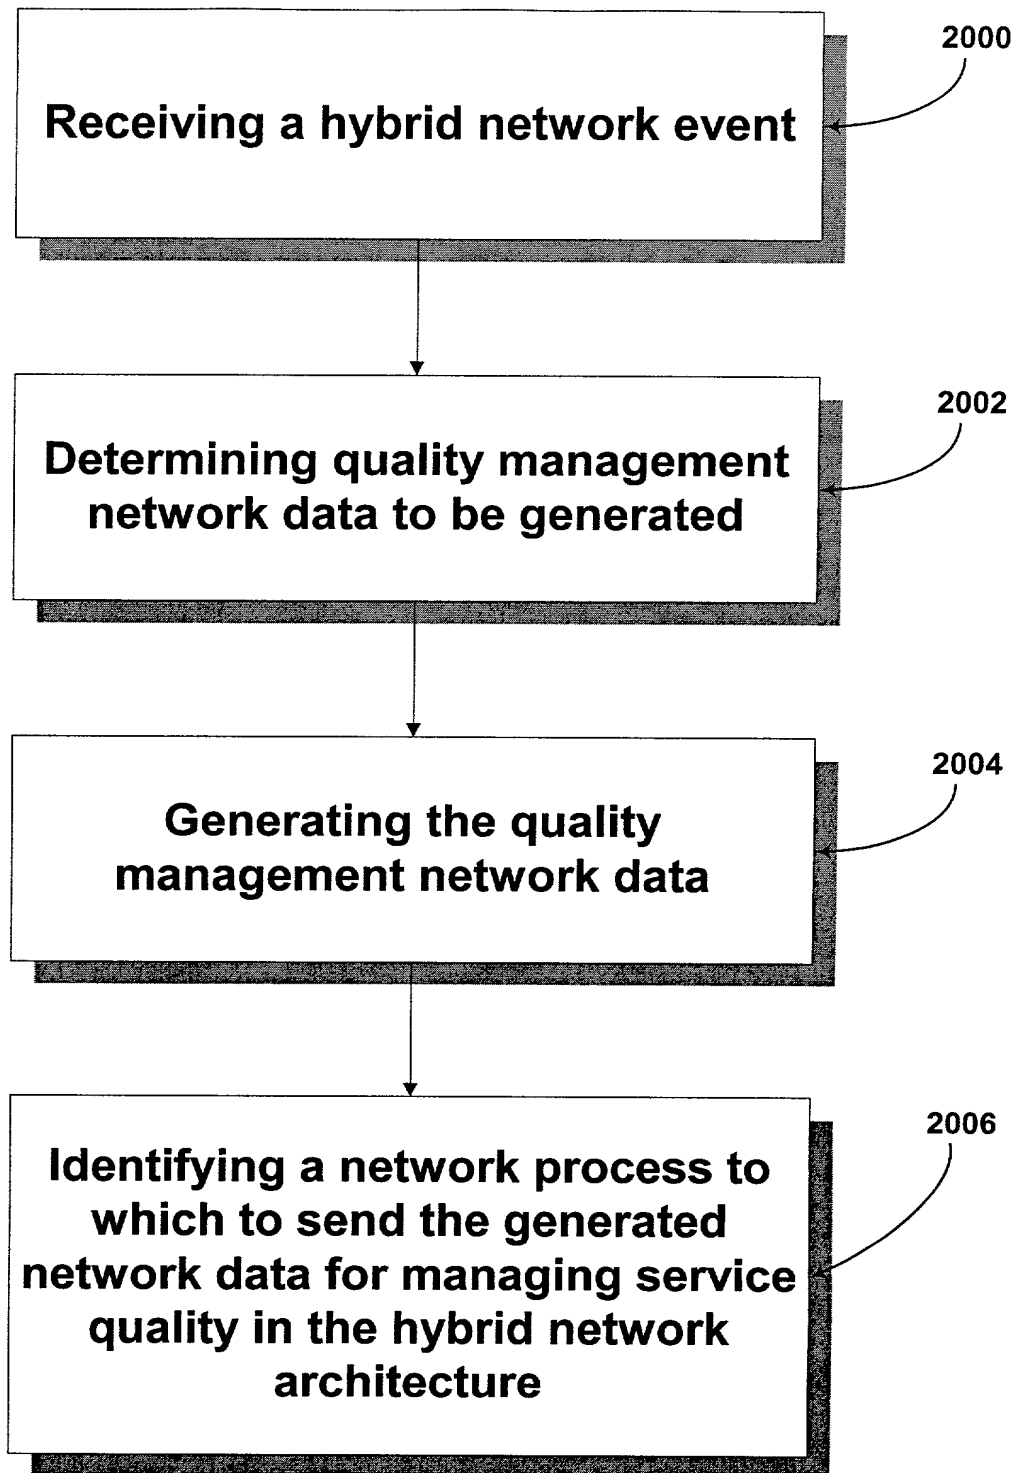 2000
Receiving a hybrid network event
2002
Determining quality management
network data to be generated
2004
Generating the quality
management network data
2006
Identifying a network process to
which to send the generated
network data for managing service
quality in the hybrid network
architecture